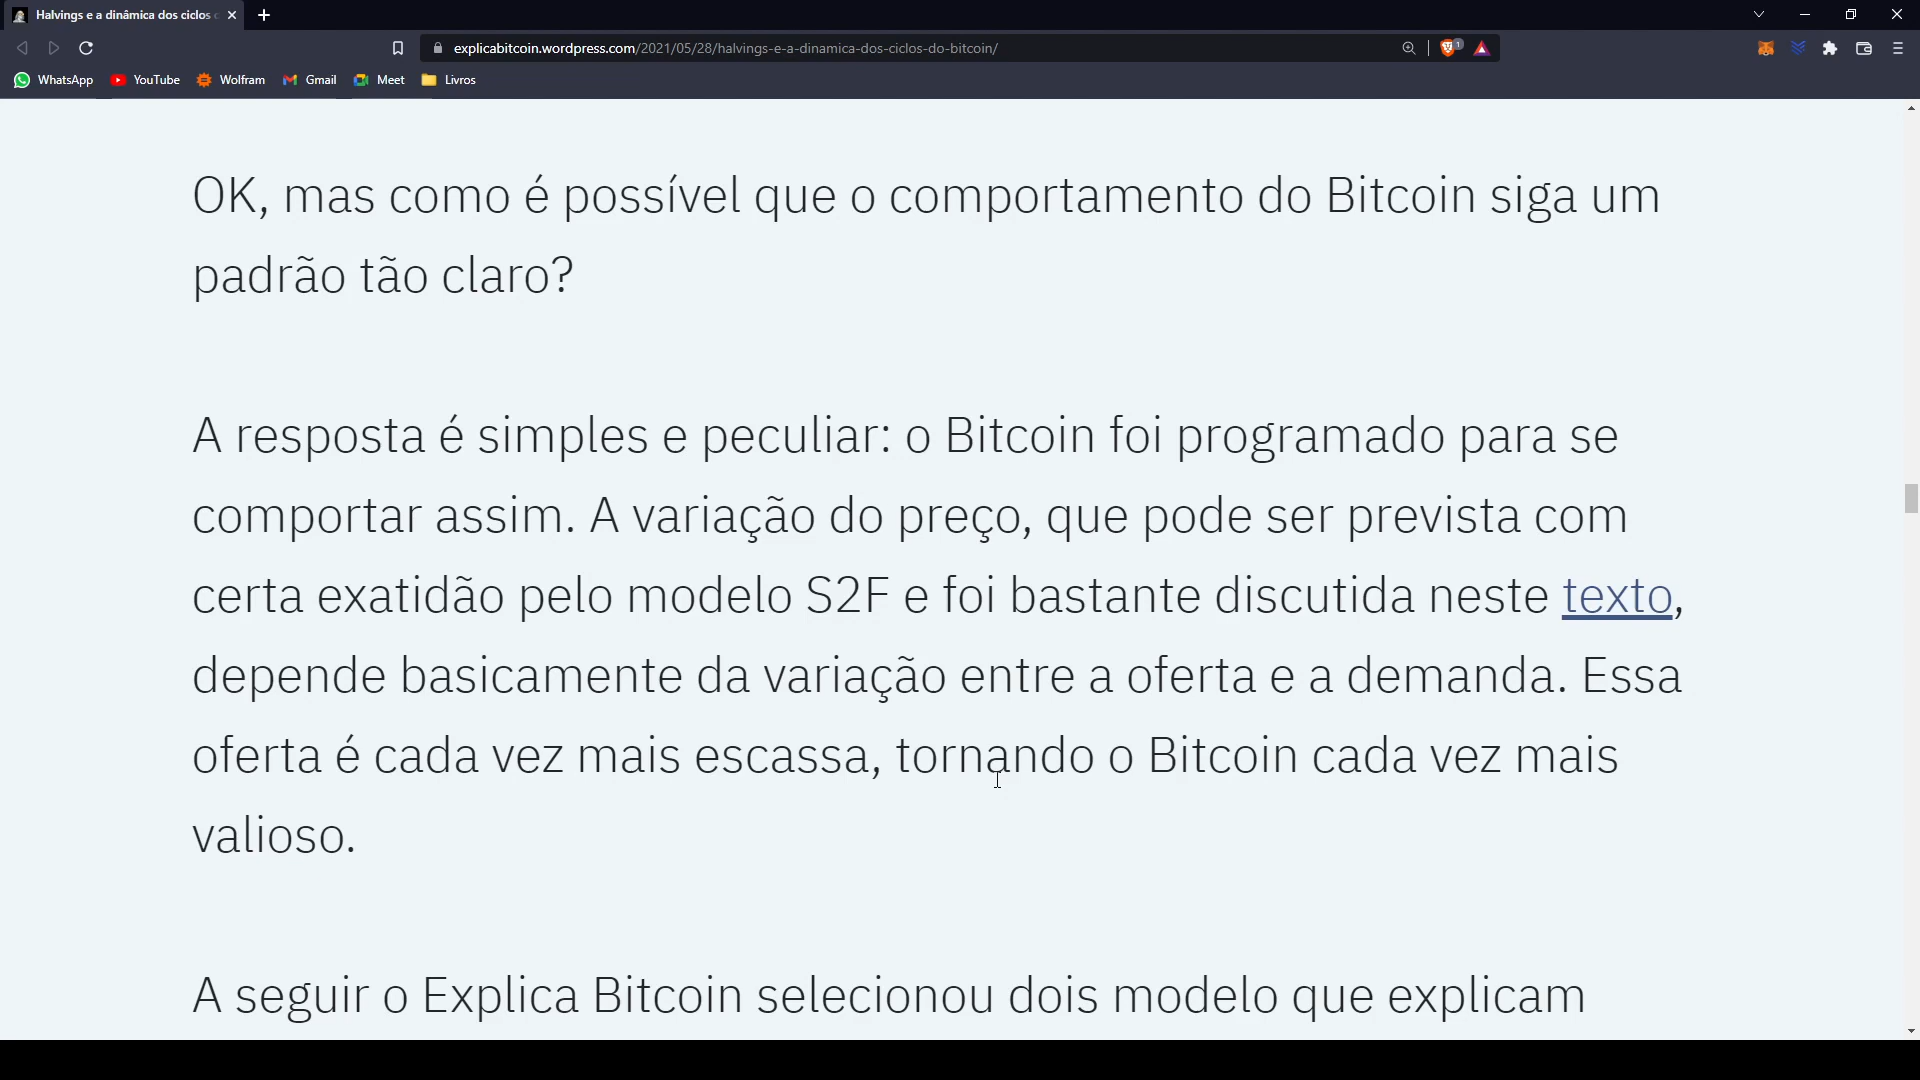 Halvings e a dinâmica dos ciclos
explicabitcoin.wordpress.com/2021/05/28/halvings-e-a-dinamica-dos-ciclos-do-bitcoin/
1
WhatsApp YouTube Wolfram Gmail Meet Livros
OK, mas como é possível que o comportamento do Bitcoin siga um
padrão tão claro?
A resposta é simples e peculiar: o Bitcoin foi programado para se
comportar assim. A variação do preço, que pode ser prevista com
certa exatidão pelo modelo S2F e foi bastante discutida neste texto,
depende basicamente da variação entre a oferta e a demanda. Essa
oferta é cada vez mais escassa, tornando o Bitcoin cada vez mais
valioso.
A seguir o Explica Bitcoin selecionou dois modelo que explicam